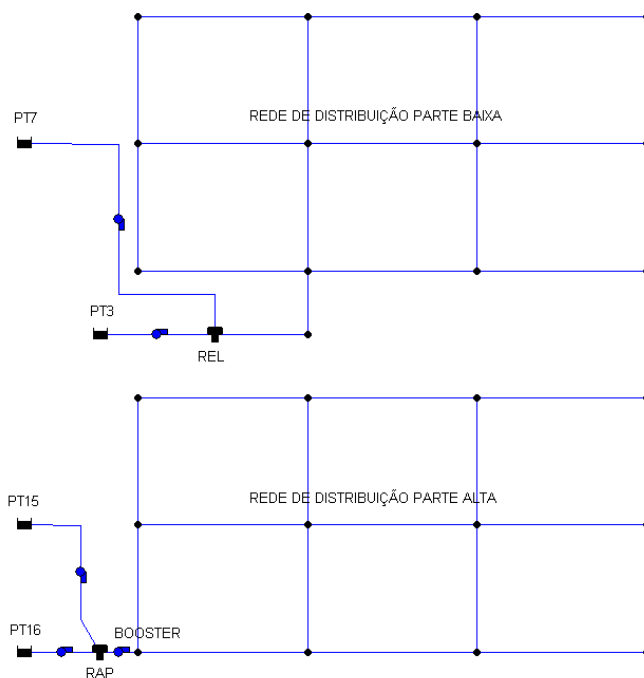 REDE DE DISTRIBUIÇÃO PARTE BAIXA
PT7
PT3
REL
REDE DE DISTRIBUIÇÃO PARTE ALTA
PT15
PT16
BOOSTER
RAP